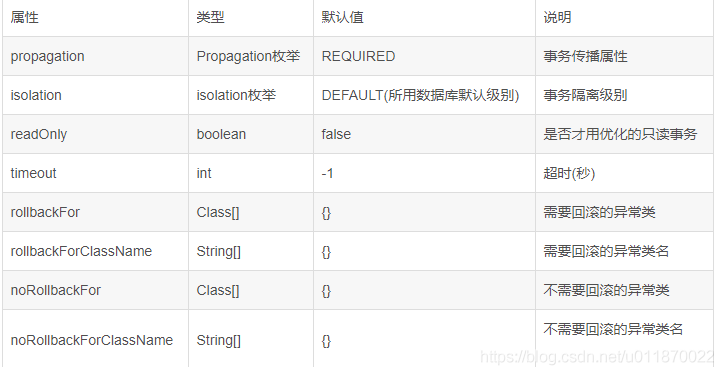 属性 类型 默认值 说明
propagation Propagation枚举 REQUIRED 事务传播属性
isolation isolation枚举 DEFAULT(所用数据库默认级别) 事务隔离级别
readOnly boolean false 是否才用优化的只读事务
timeout int -1 超时(秒)
rollbackFor Class[] {} 需要回滚的异常类
rollbackForClassName String[] {} 需要回滚的异常类名
noRollbackFor Class[] {} 不需要回滚的异常类
noRollbackForClassName String[] {} 不需要回滚的异常类名
https://blog.csdn.net/u011870022